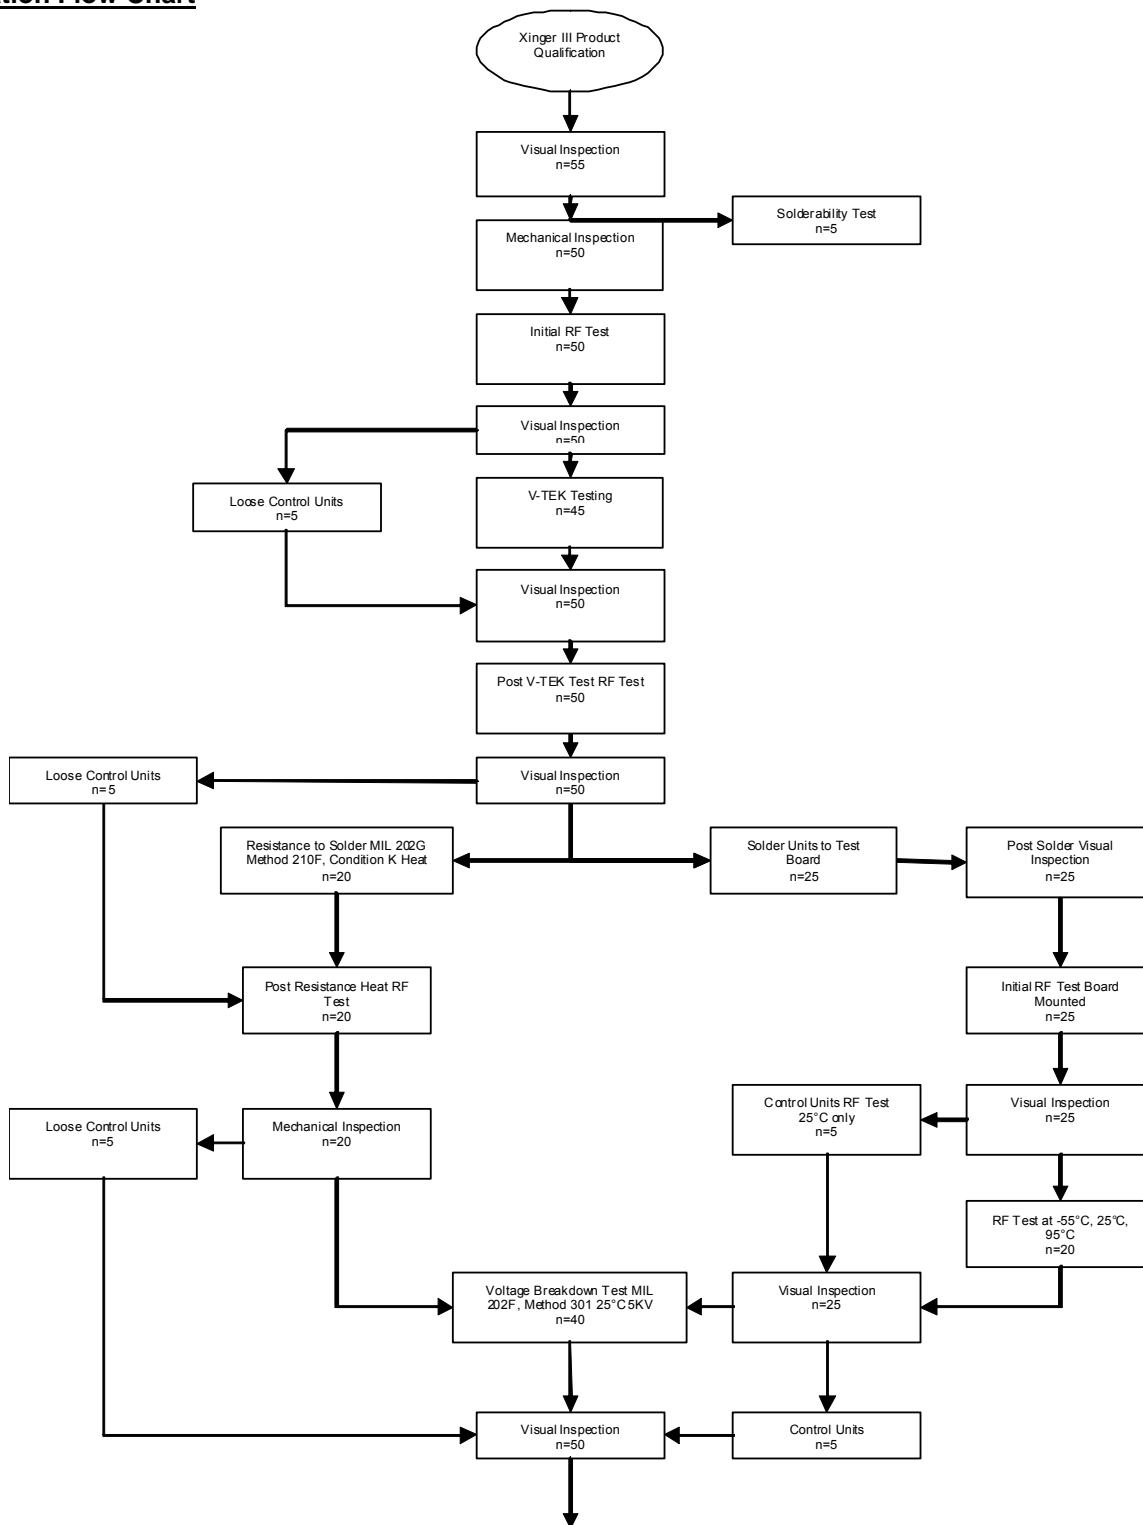 ation Flow Chart
Xinger III Product
Qualification
Visual Inspection
n=55
Solderability Test
n=5
Mechanical Inspection
n=50
Initial RF Test
n=50
Visual Inspection
n=50
Loose Control Units
n=5
V-TEK Testing
n=45
Visual Inspection
n=50
Post V-TEK Test RF Test
n=50
Loose Control Units
n=5
Visual Inspection
n=50
Resistance to Solder MIL 202G
Method 210F, Condition K Heat
n=20
Solder Units to Test
Board
n=25
Post Solder Visual
Inspection
n=25
Post Resistance Heat RF
Test
n=20
Initial RF Test Board
Mounted
n=25
Loose Control Units
n=5
Mechanical Inspection
n=20
Control Units RF Test
25°C only
n=5
Visual Inspection
n=25
RF Test at -55°C, 25°C,
95°C
n=20
Voltage Breakdown Test MIL
202F, Method 301 25°C 5KV
n=40
Visual Inspection
n=25
Visual Inspection
n=50
Control Units
n=5